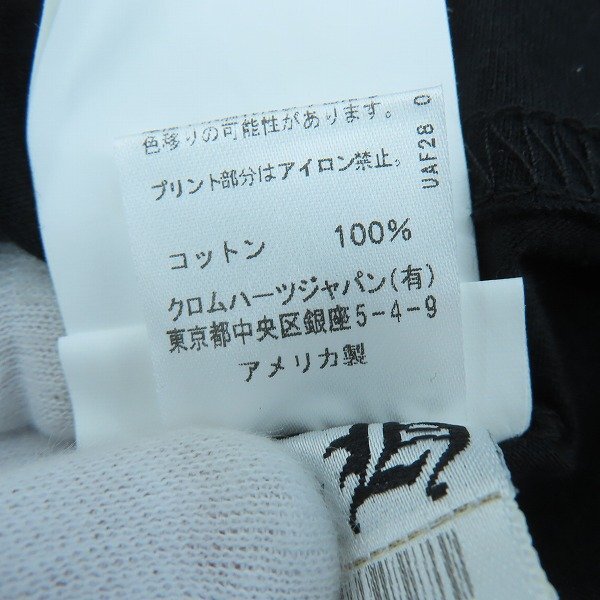 色移りの可能性があります。
プリント部分はアイロン禁止。
コットン 100%
クロムハーツジャパン(有)
東京都中央区銀座5-4-9
アメリカ製
UAF28 0